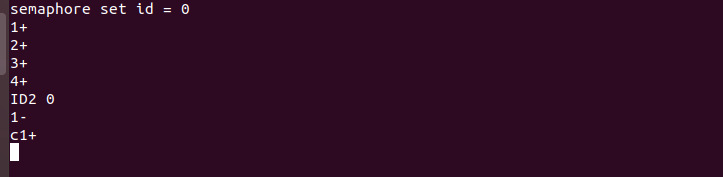 semaphore set id = 0
1+
2+
3+
4+
ID2 0
1-
c1+